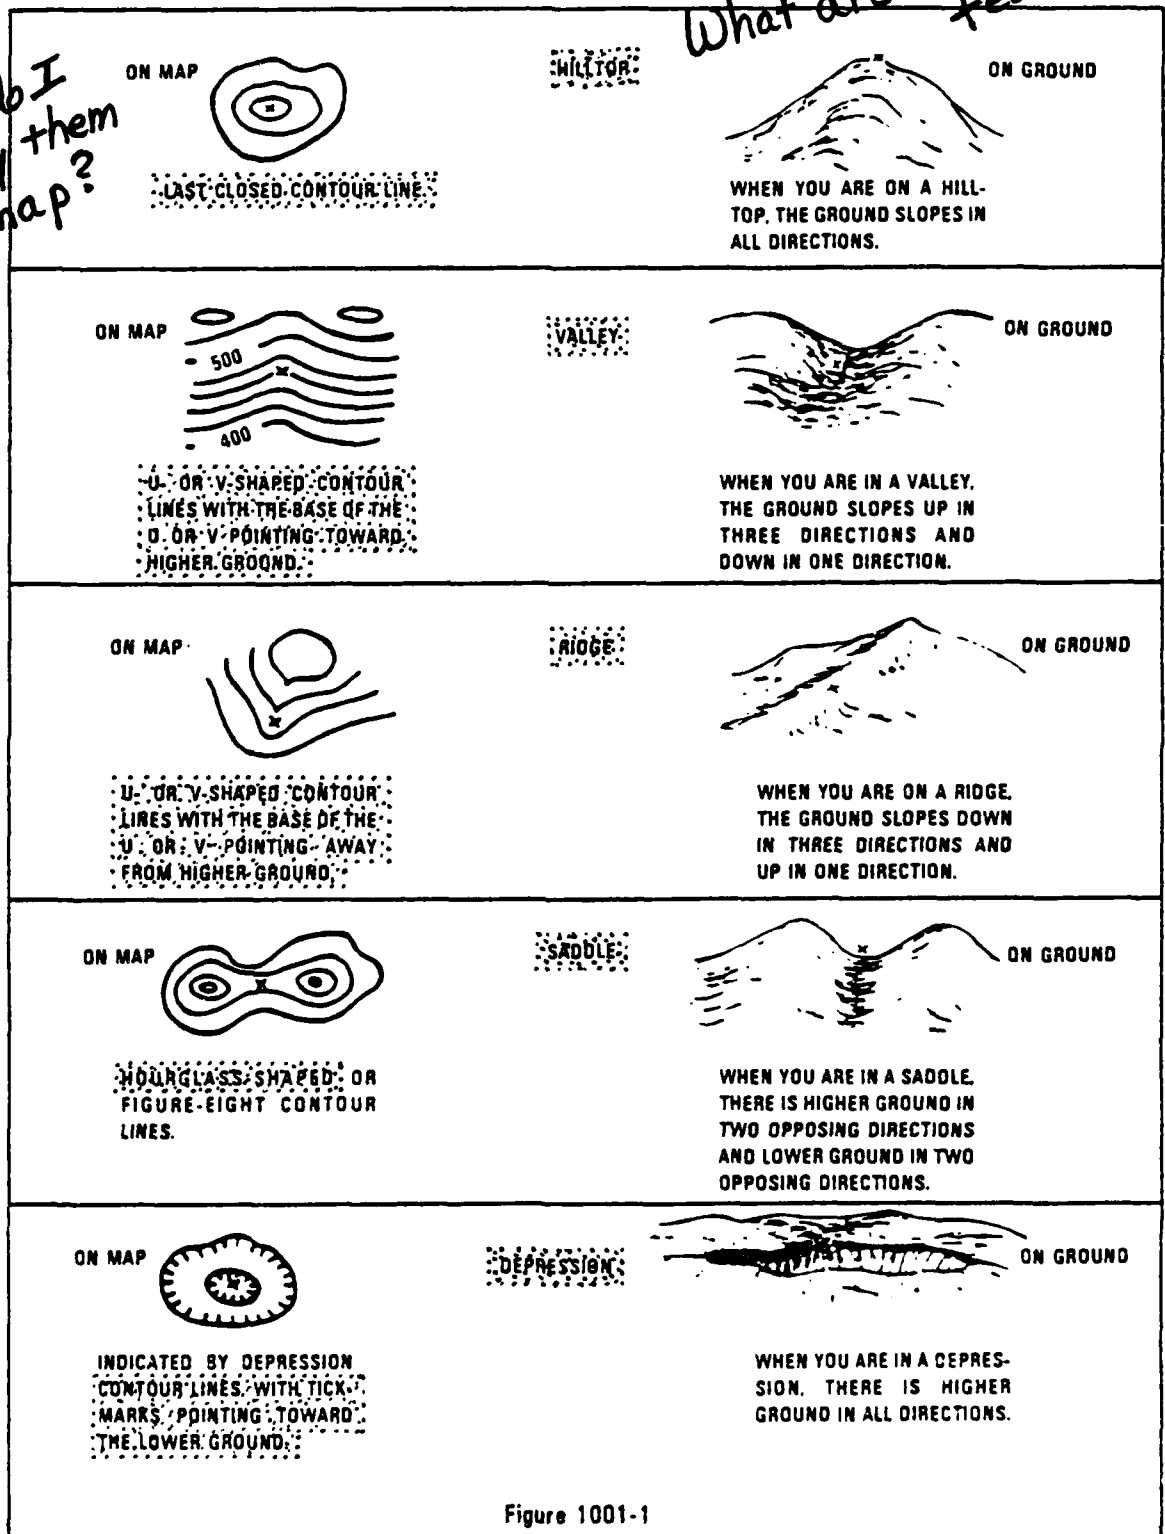 What are
I
them
map?
ON MAP
HILLTOP
ON GROUND
LAST CLOSED CONTOUR LINE.
WHEN YOU ARE ON A HILL-
TOP, THE GROUND SLOPES IN
ALL DIRECTIONS.
ON MAP
500
400
VALLEY
ON GROUND
U- OR V-SHAPED CONTOUR
LINES WITH THE BASE OF THE
U OR V POINTING TOWARD
HIGHER GROUND.
WHEN YOU ARE IN A VALLEY,
THE GROUND SLOPES UP IN
THREE DIRECTIONS AND
DOWN IN ONE DIRECTION.
ON MAP
RIDGE
ON GROUND
U- OR V-SHAPED CONTOUR
LINES WITH THE BASE OF THE
U OR V POINTING AWAY
FROM HIGHER GROUND.
WHEN YOU ARE ON A RIDGE,
THE GROUND SLOPES DOWN
IN THREE DIRECTIONS AND
UP IN ONE DIRECTION.
ON MAP
SADDLE
ON GROUND
HOURGLASS-SHAPED OR
FIGURE-EIGHT CONTOUR
LINES.
WHEN YOU ARE IN A SADDLE,
THERE IS HIGHER GROUND IN
TWO OPPOSING DIRECTIONS
AND LOWER GROUND IN TWO
OPPOSING DIRECTIONS.
ON MAP
DEPRESSION
ON GROUND
INDICATED BY DEPRESSION
CONTOUR LINES, WITH TICK
MARKS POINTING TOWARD
THE LOWER GROUND.
WHEN YOU ARE IN A DEPRES-
SION, THERE IS HIGHER
GROUND IN ALL DIRECTIONS.
Figure 1001-1